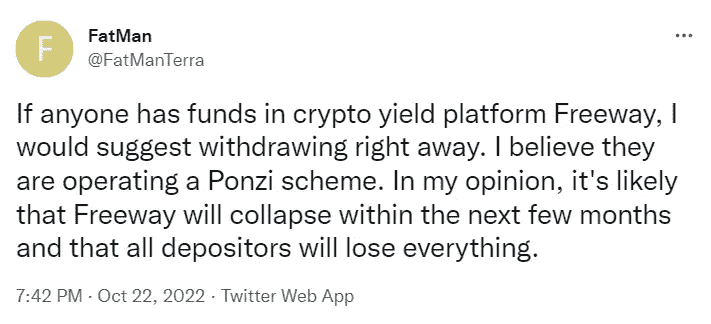 F
FatMan
@FatManTerra
If anyone has funds in crypto yield platform Freeway, I
would suggest withdrawing right away. I believe they
are operating a Ponzi scheme. In my opinion, it's likely
that Freeway will collapse within the next few months
and that all depositors will lose everything.
7:42 PM · Oct 22, 2022 · Twitter Web App